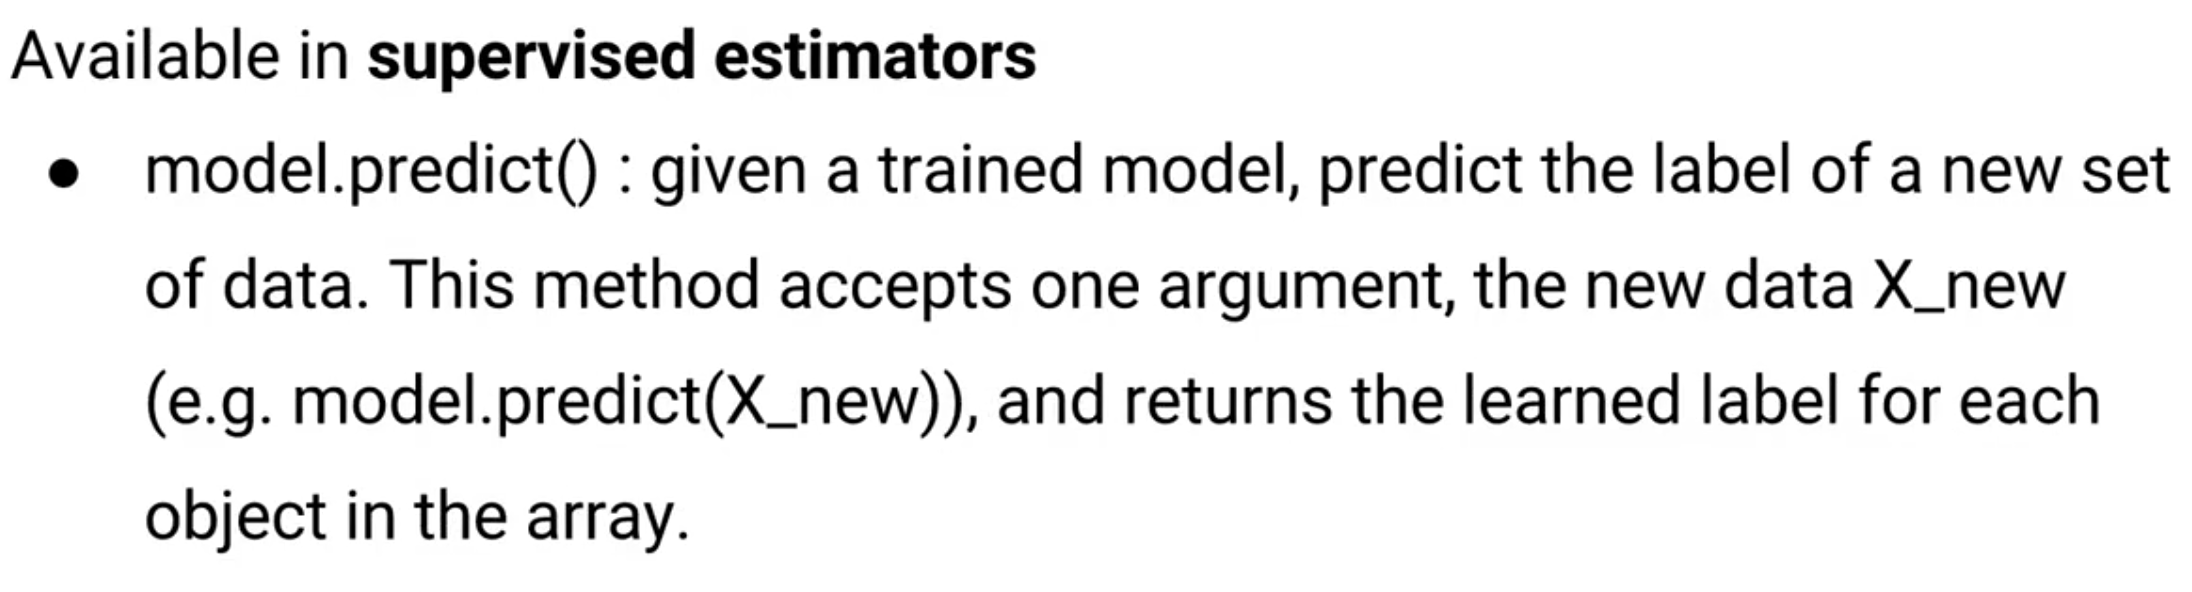 Available in supervised estimators
● model.predict() : given a trained model, predict the label of a new set
of data. This method accepts one argument, the new data X_new
(e.g. model.predict(X_new)), and returns the learned label for each
object in the array.